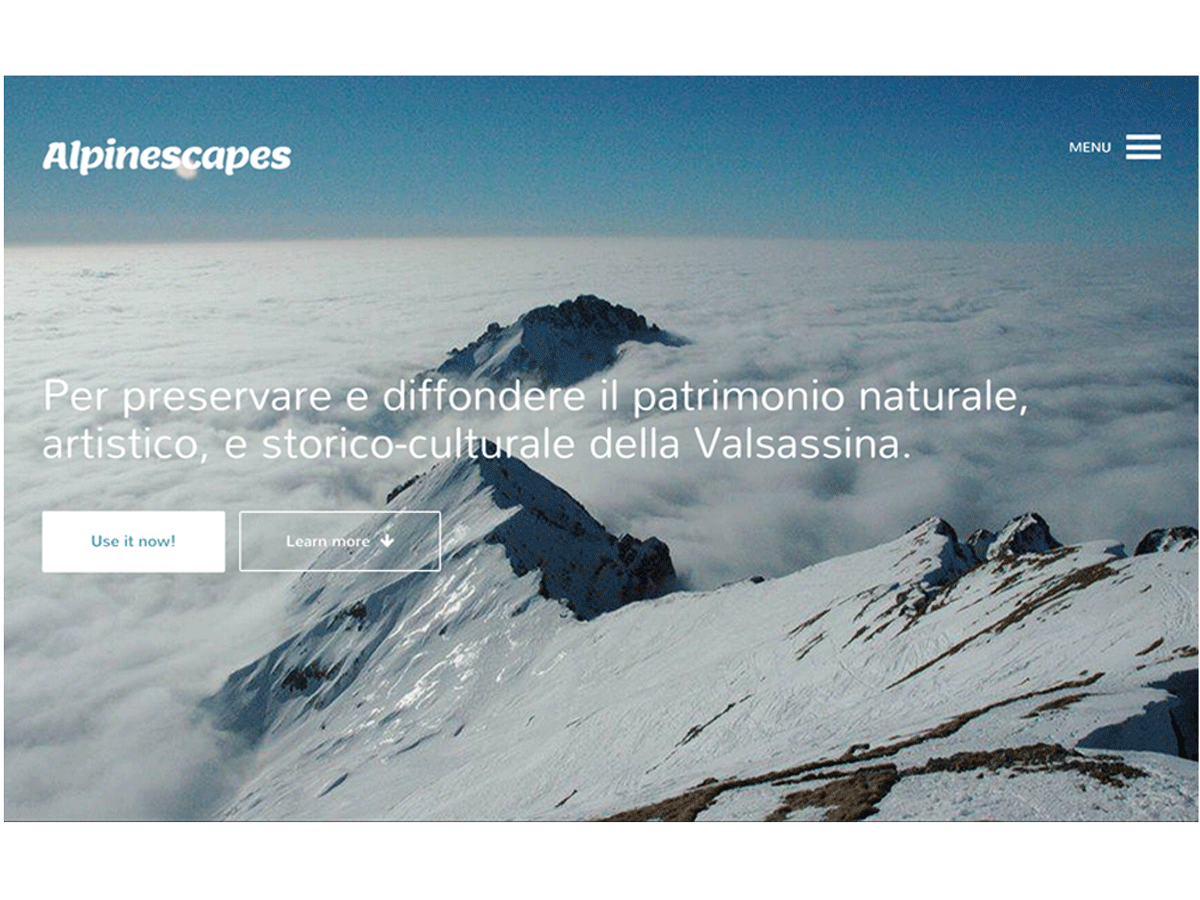 Alpinescapes
MENU
Per preservare e diffondere il patrimonio naturale,
artistico, e storico-culturale della Valsassina.
Use it now!
Learn more